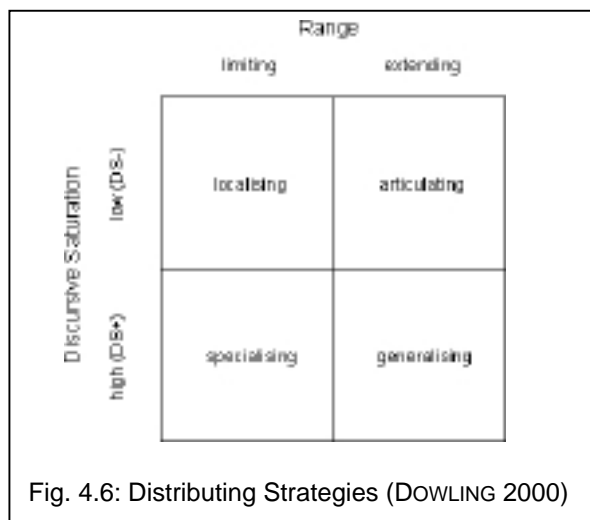 Range
limiting extending
Discursive Saturation
low (DS-)
localising articulating
high (DS+)
specialising generalising
Fig. 4.6: Distributing Strategies (DOWLING 2000)